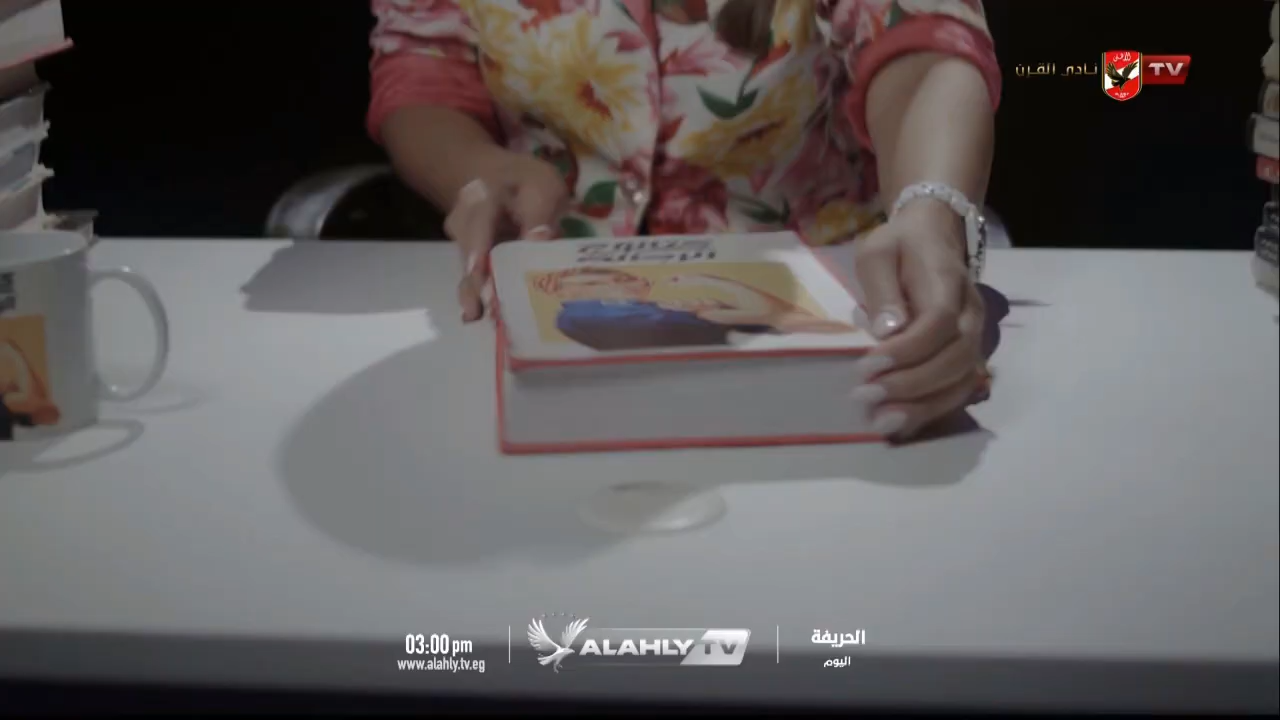 نادي القرن
TV
03:00 pm
www.alahly.tv.eg
ALAHLY TV
الحريفة
اليوم